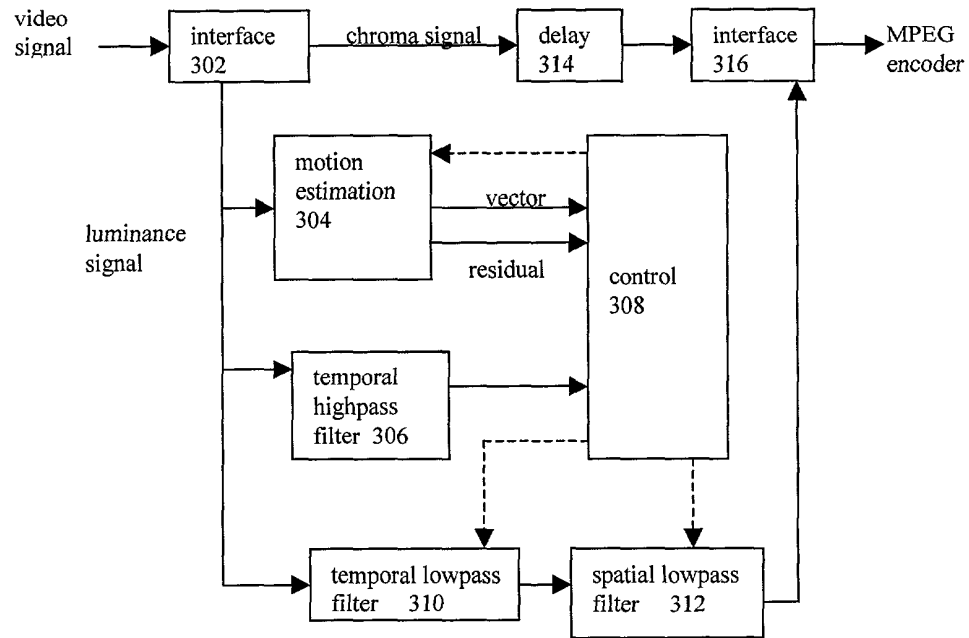 video
signal
interface
302
chroma signal
delay
314
interface
316
MPEG
encoder
motion
estimation
304
vector
residual
luminance
signal
control
308
temporal
highpass
filter 306
temporal lowpass
filter 310
spatial lowpass
filter 312